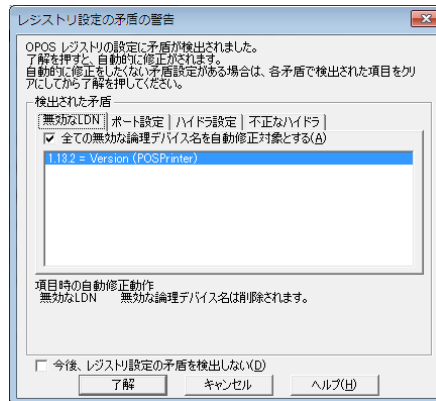 レジストリ設定の矛盾の警告
OPOS レジストリの設定に矛盾が検出されました。
了解を押すと、自動的に修正がされます。
自動的に修正をしたくない矛盾設定がある場合は、各矛盾で検出された項目をクリ
アにしてから了解を押してください。
検出された矛盾
無効なLDN ポート設定 ハイドラ設定 不正なハイドラ
全ての無効な論理デバイス名を自動修正対象とする(A)
1.13.2 = Version (POSPrinter)
項目時の自動修正動作
無効なLDN 無効な論理デバイス名は削除されます。
今後、レジストリ設定の矛盾を検出しない(D)
了解 キャンセル ヘルプ(H)